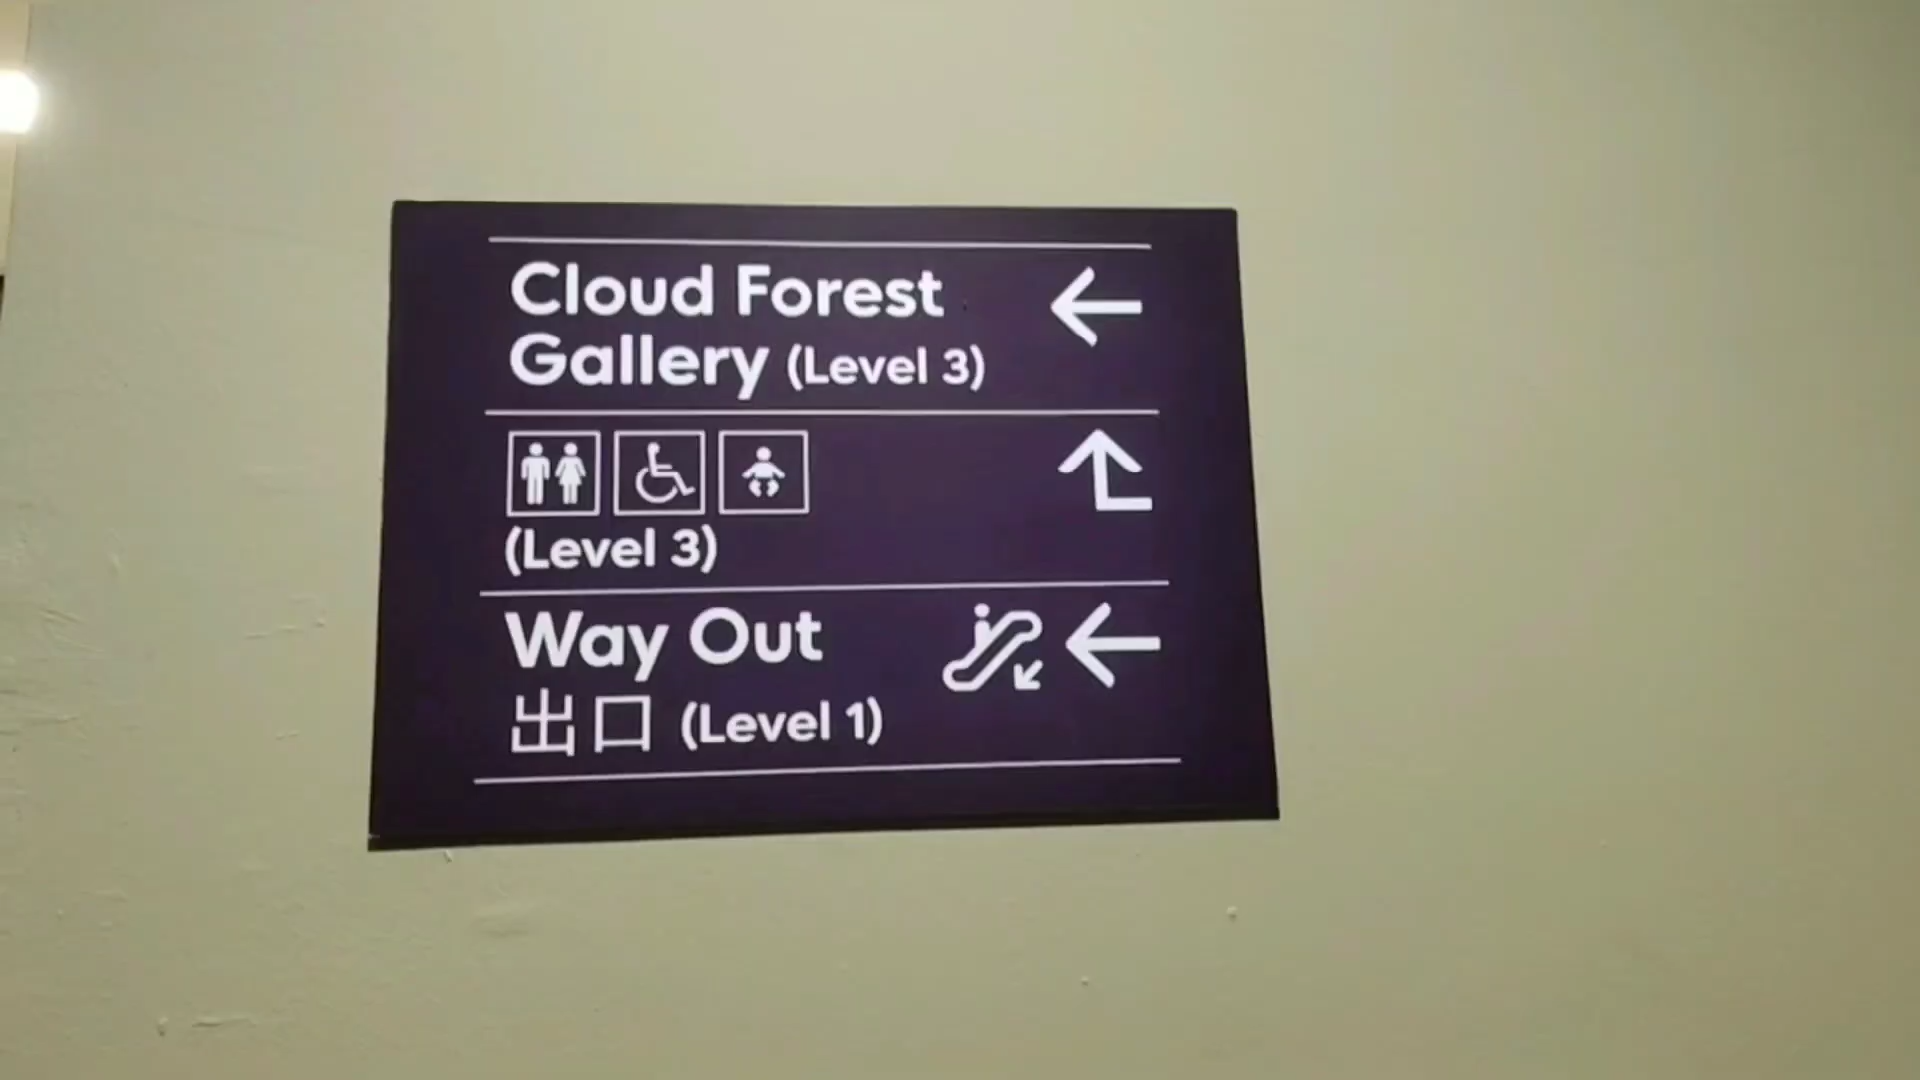 Cloud Forest
Gallery (Level 3)
(Level 3)
Way Out
出口 (Level 1)